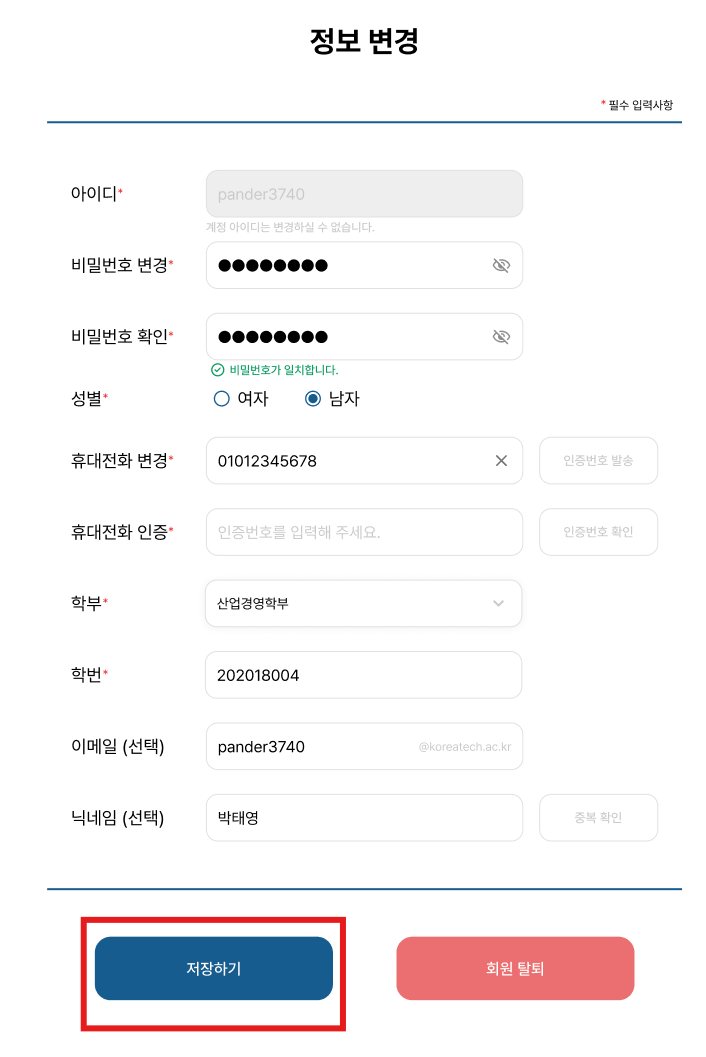 정보 변경
* 필수 입력사항
아이디* pander3740
계정 아이디는 변경하실 수 없습니다.
비밀번호 변경* ●●●●●●●●
비밀번호 확인* ●●●●●●●●
비밀번호가 일치합니다.
성별* 여자 남자
휴대전화 변경* 01012345678 인증번호 발송
휴대전화 인증* 인증번호를 입력해 주세요. 인증번호 확인
학부* 산업경영학부
학번* 202018004
이메일 (선택) pander3740 @koreatech.ac.kr
닉네임 (선택) 박태영 중복 확인
저장하기 회원 탈퇴